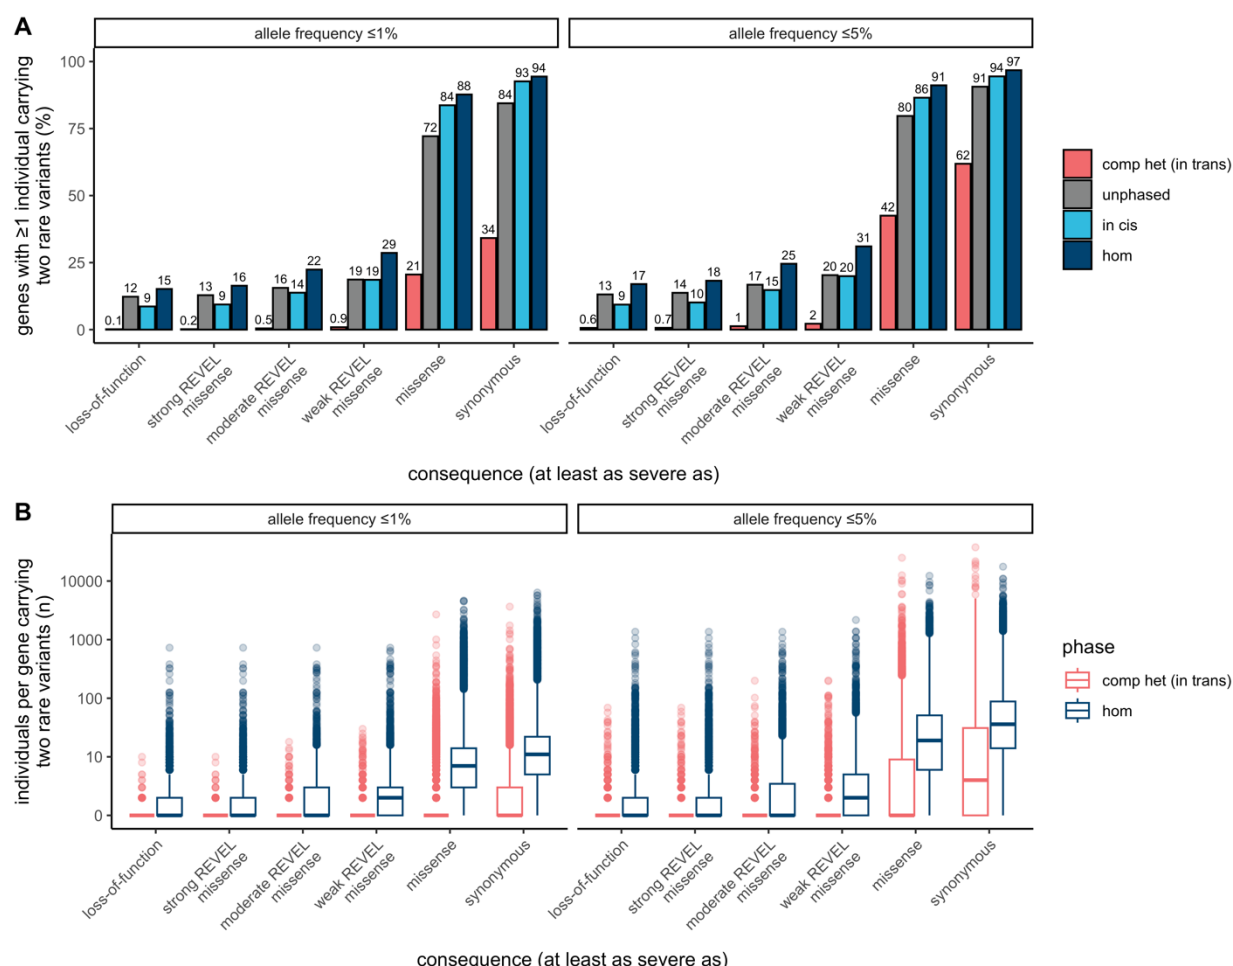 A
allele frequency ≤1%
allele frequency ≤5%
genes with ≥1 individual carrying
two rare variants (%)
100
75
50
25
0
0.1 12 9 15
0.2 13 9 16
0.5 16 14 22
0.9 19 19 29
21 72 84 88
34 84 93 94
0.6 13 9 17
0.7 14 10 18
1 17 15 25
2 20 20 31
42 80 86 91
62 91 94 97
comp het (in trans)
unphased
in cis
hom
loss-of-function
strong REVEL
missense
moderate REVEL
missense
weak REVEL
missense
missense
synonymous
loss-of-function
strong REVEL
missense
moderate REVEL
missense
weak REVEL
missense
missense
synonymous
consequence (at least as severe as)
B
allele frequency ≤1%
allele frequency ≤5%
individuals per gene carrying
two rare variants (n)
10000
1000
100
10
0
phase
comp het (in trans)
hom
loss-of-function
strong REVEL
missense
moderate REVEL
missense
weak REVEL
missense
missense
synonymous
loss-of-function
strong REVEL
missense
moderate REVEL
missense
weak REVEL
missense
missense
synonymous
consequence (at least as severe as)